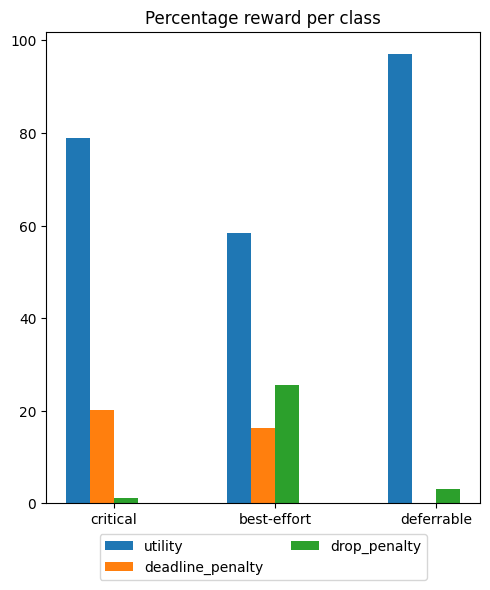 Percentage reward per class
100
80
60
40
20
0
critical best-effort deferrable
utility drop_penalty
deadline_penalty